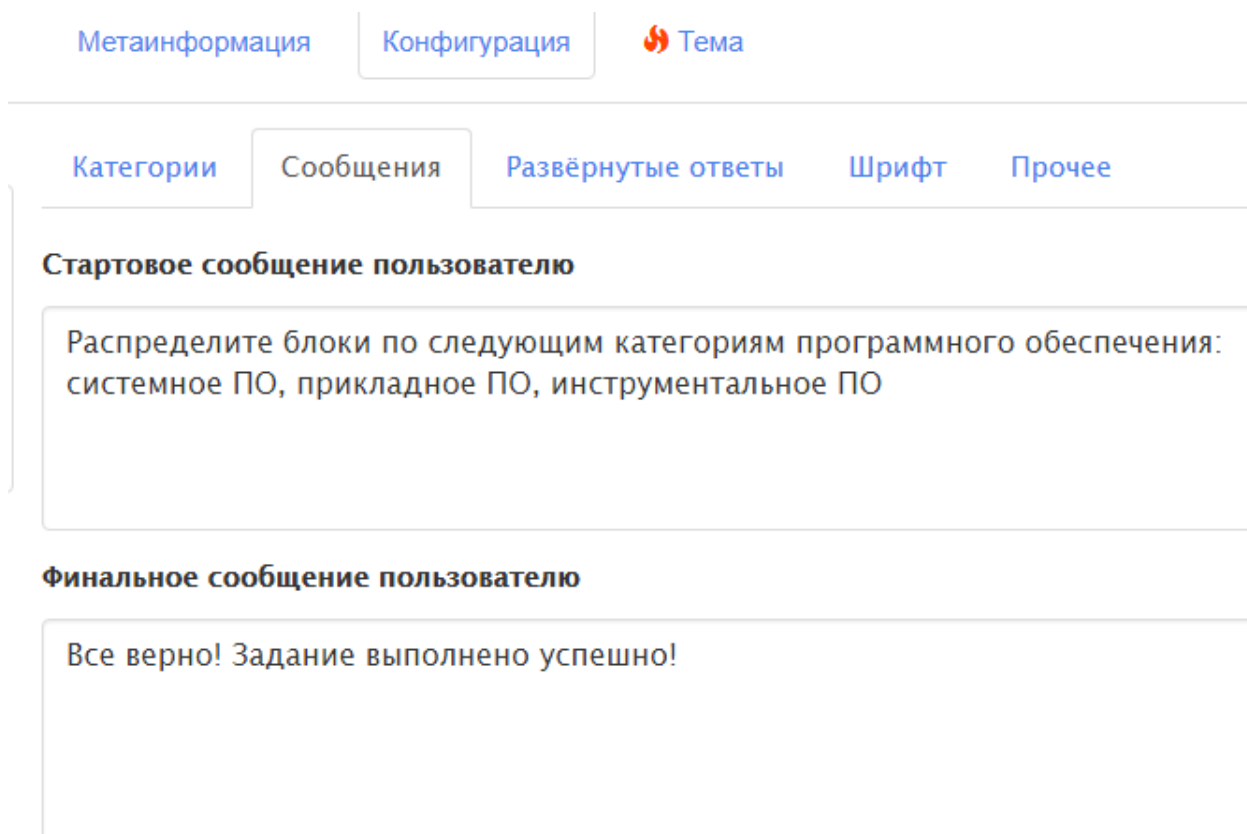 Метаинформация Конфигурация Тема
Категории Сообщения Развёрнутые ответы Шрифт Прочее
Стартовое сообщение пользователю
Распределите блоки по следующим категориям программного обеспечения:
системное ПО, прикладное ПО, инструментальное ПО
Финальное сообщение пользователю
Все верно! Задание выполнено успешно!